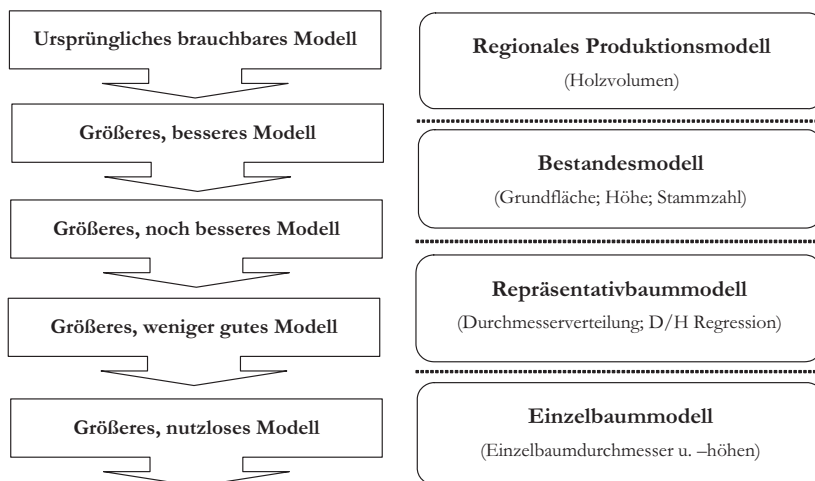 Ursprüngliches brauchbares Modell
Größeres, besseres Modell
Größeres, noch besseres Modell
Größeres, weniger gutes Modell
Größeres, nutzloses Modell
Regionales Produktionsmodell
(Holzvolumen)
Bestandesmodell
(Grundfläche; Höhe; Stammzahl)
Repräsentativbaummodell
(Durchmesserverteilung; D/H Regression)
Einzelbaummodell
(Einzelbaumdurchmesser u. –höhen)